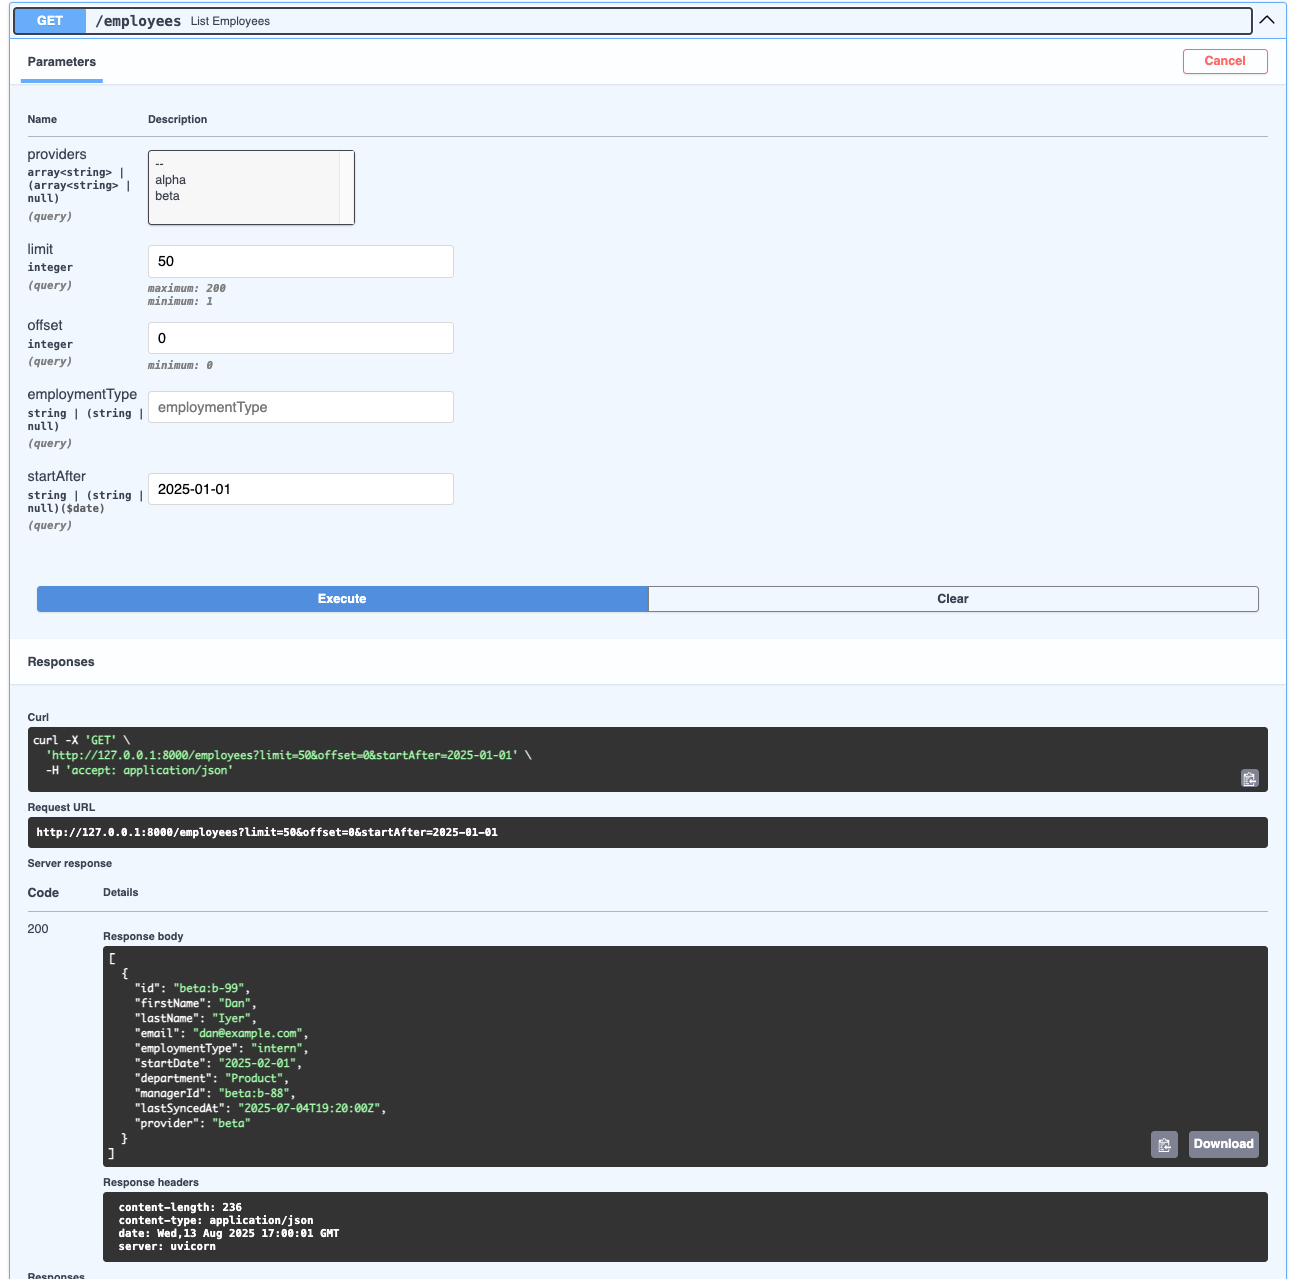 GET /employees List Employees
Parameters
Cancel
Name Description
providers
array<string> |
(array<string> |
null)
(query)
--
alpha
beta
limit
integer
(query)
50
maximum: 200
minimum: 1
offset
integer
(query)
0
minimum: 0
employmentType
string | (string |
null)
(query)
employmentType
startAfter
string | (string |
null)($date)
(query)
2025-01-01
Execute
Clear
Responses
Curl
curl -X 'GET' \
  'http://127.0.0.1:8000/employees?limit=50&offset=0&startAfter=2025-01-01' \
  -H 'accept: application/json'
Request URL
http://127.0.0.1:8000/employees?limit=50&offset=0&startAfter=2025-01-01
Server response
Code Details
200
Response body
[
  {
    "id": "beta:b-99",
    "firstName": "Dan",
    "lastName": "Iyer",
    "email": "dan@example.com",
    "employmentType": "intern",
    "startDate": "2025-02-01",
    "department": "Product",
    "managerId": "beta:b-88",
    "lastSyncedAt": "2025-07-04T19:20:00Z",
    "provider": "beta"
  }
]
Download
Response headers
content-length: 236
content-type: application/json
date: Wed,13 Aug 2025 17:00:01 GMT
server: uvicorn
Responses